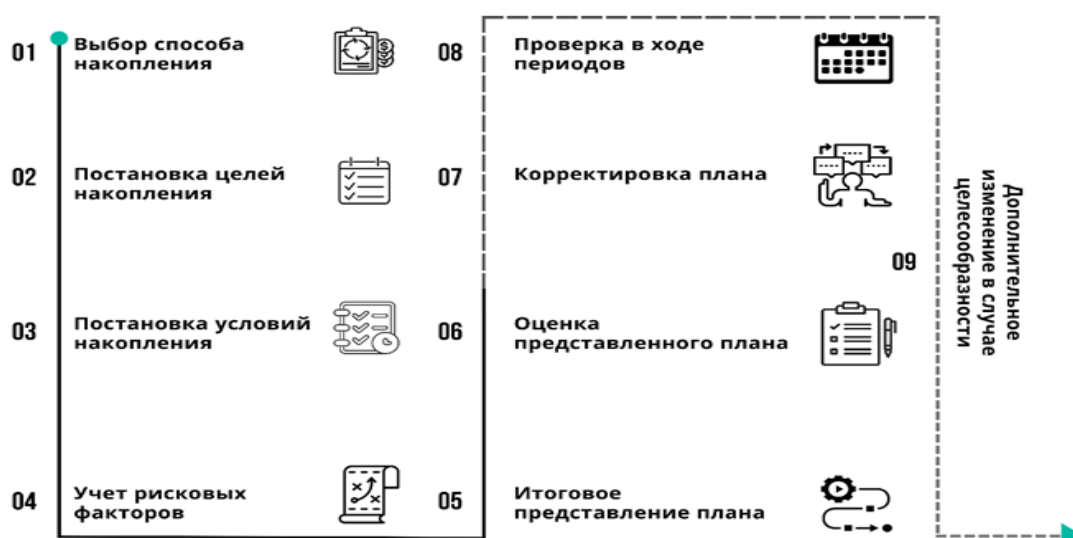 01
Выбор способа
накопления
02
Постановка целей
накопления
03
Постановка условий
накопления
04
Учет рисковых
факторов
05
Итоговое
представление плана
06
Оценка
представленного плана
07
Корректировка плана
08
Проверка в ходе
периодов
09
Дополнительное
изменение в случае
целесообразности